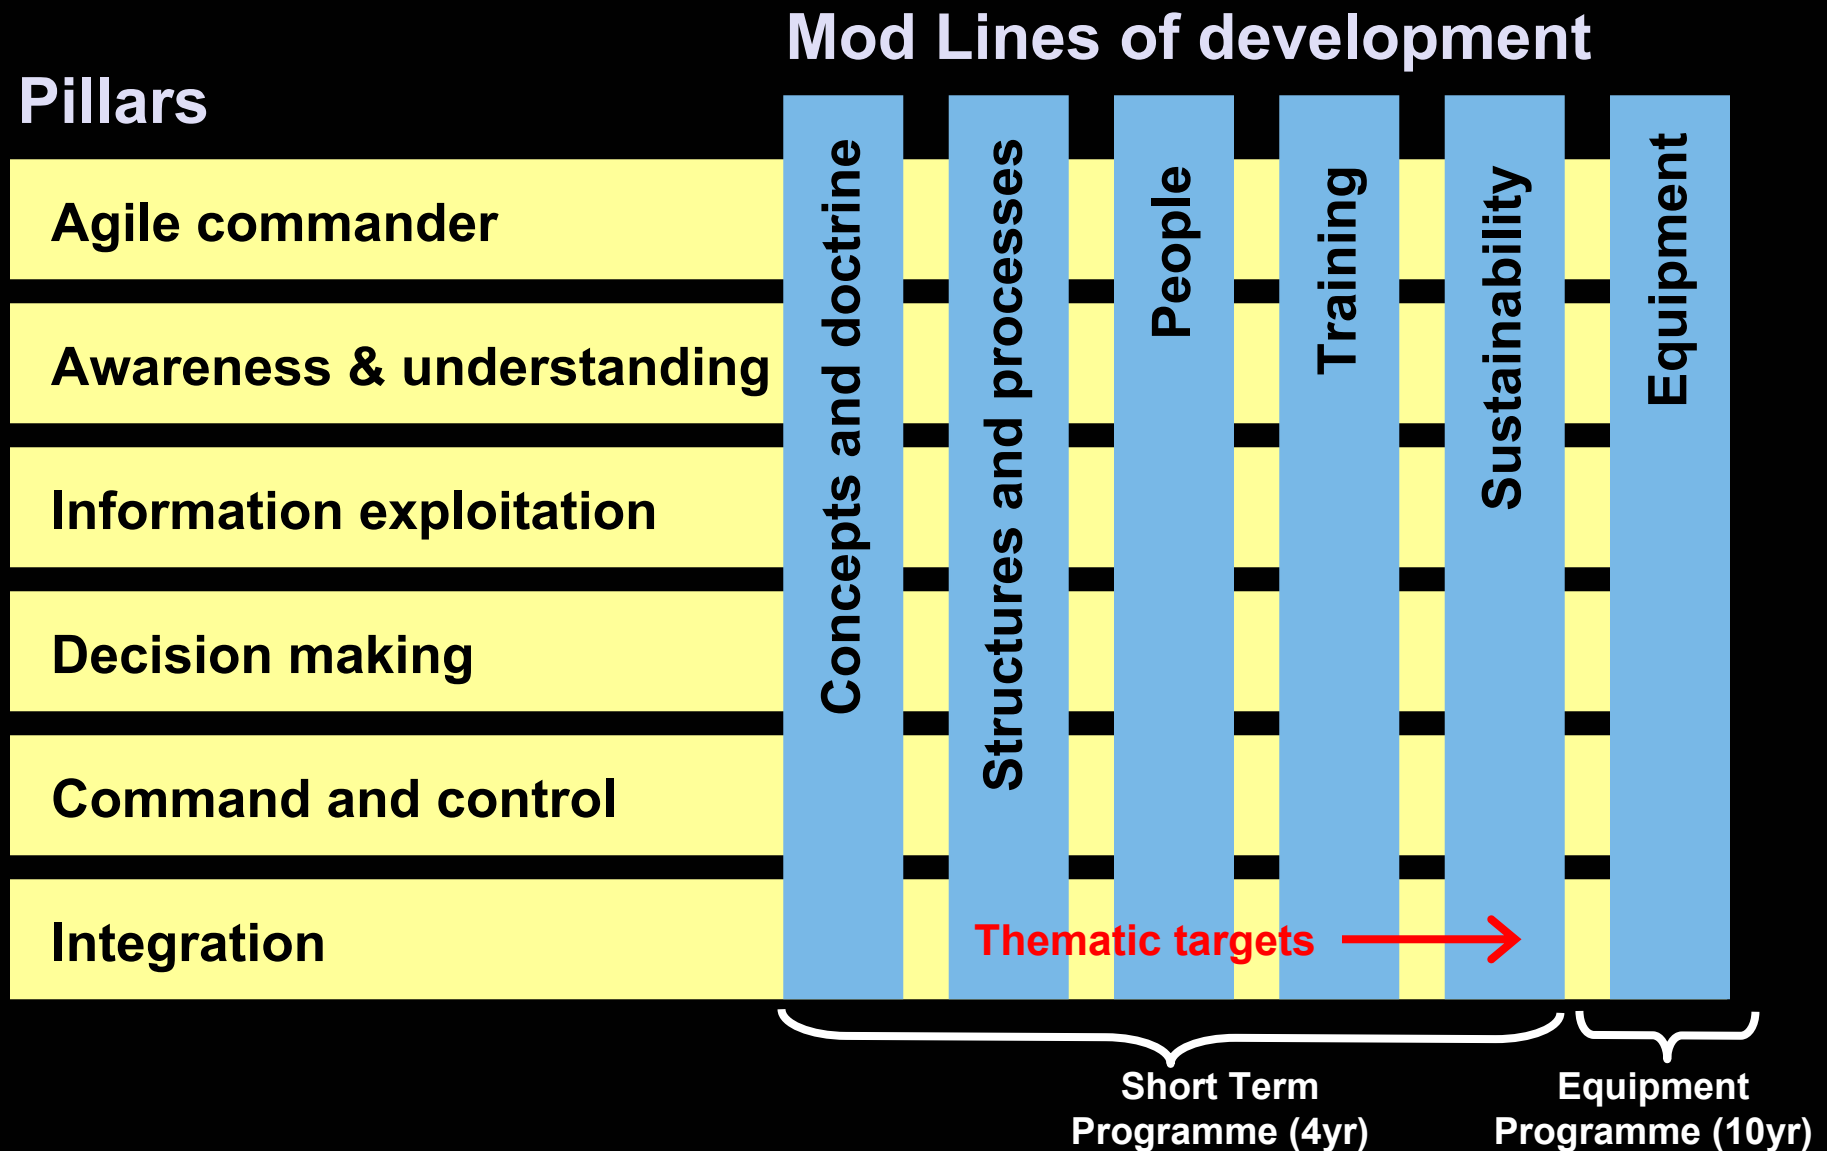 Mod Lines of development
Pillars
Concepts and doctrine
Structures and processes
People
Training
Sustainability
Equipment
Agile commander
Awareness & understanding
Information exploitation
Decision making
Command and control
Integration
Thematic targets
Short Term
Programme (4yr)
Equipment
Programme (10yr)